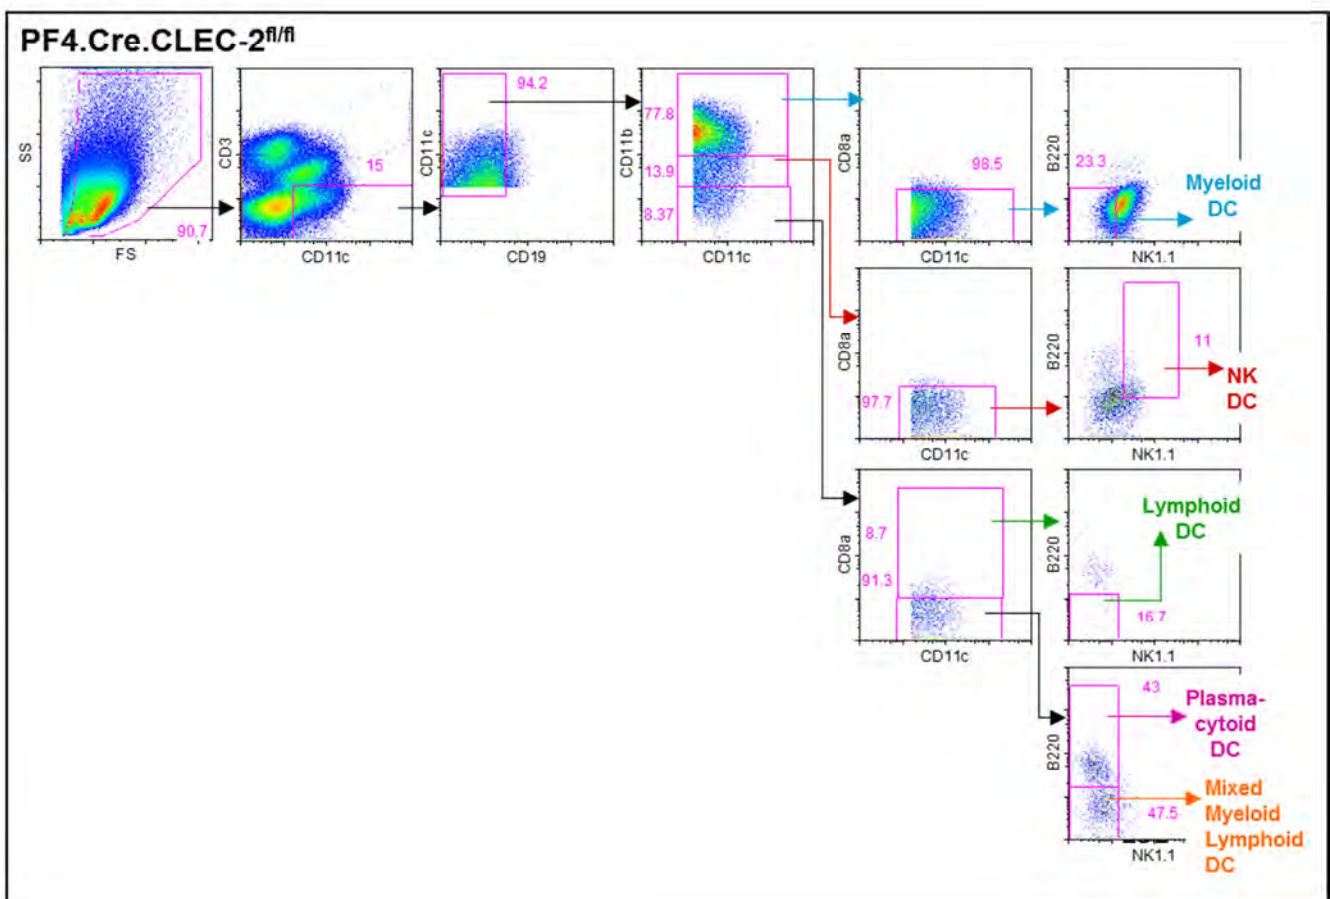 PF4.Cre.CLEC-2fl/fl
SS
90.7
FS
CD3
15
CD11c
CD11c
94.2
CD19
CD11b
77.8
13.9
8.37
CD11c
CD8a
98.5
CD11c
B220
23.3
NK1.1
Myeloid
DC
CD8a
97.7
CD11c
B220
11
NK1.1
NK
DC
CD8a
8.7
91.3
CD11c
B220
16.7
NK1.1
Lymphoid
DC
B220
43
47.5
NK1.1
Plasma-
cytoid
DC
Mixed
Myeloid
Lymphoid
DC